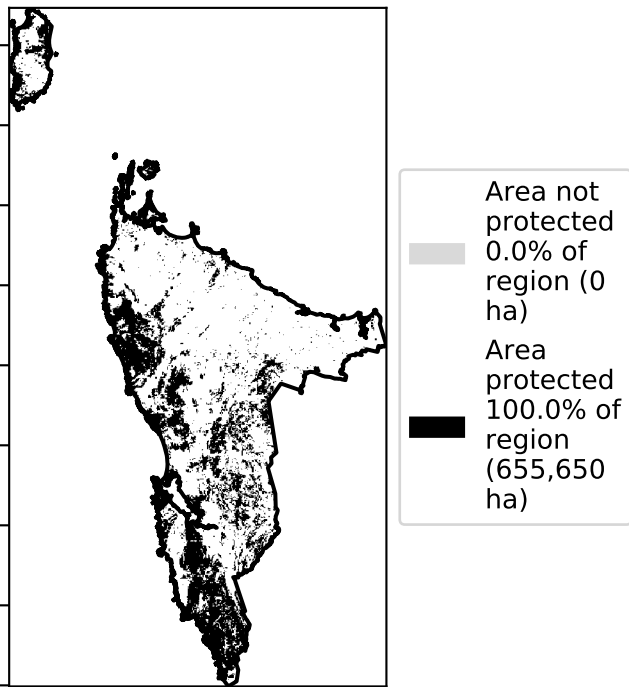 Area not
protected
0.0% of
region (0
ha)
Area
protected
100.0% of
region
(655,650
ha)